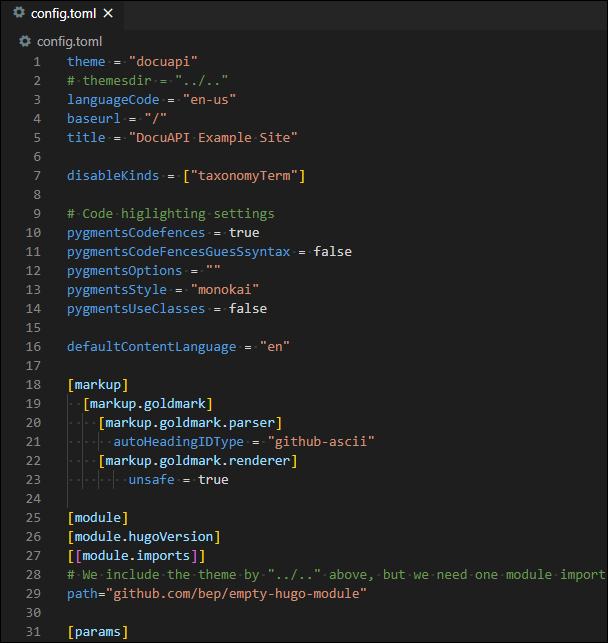 config.toml
config.toml
1 theme = "docuapi"
2 # themesdir = "../.."
3 languageCode = "en-us"
4 baseurl = "/"
5 title = "DocuAPI Example Site"
6
7 disableKinds = ["taxonomyTerm"]
8
9 # Code higlighting settings
10 pygmentsCodefences = true
11 pygmentsCodeFencesGuesSsyntax = false
12 pygmentsOptions = ""
13 pygmentsStyle = "monokai"
14 pygmentsUseClasses = false
15
16 defaultContentLanguage = "en"
17
18 [markup]
19 [markup.goldmark]
20 [markup.goldmark.parser]
21 autoHeadingIDType = "github-ascii"
22 [markup.goldmark.renderer]
23 unsafe = true
24
25 [module]
26 [module.hugoVersion]
27 [[module.imports]]
28 # We include the theme by "../.." above, but we need one module import
29 path="github.com/bep/empty-hugo-module"
30
31 [params]